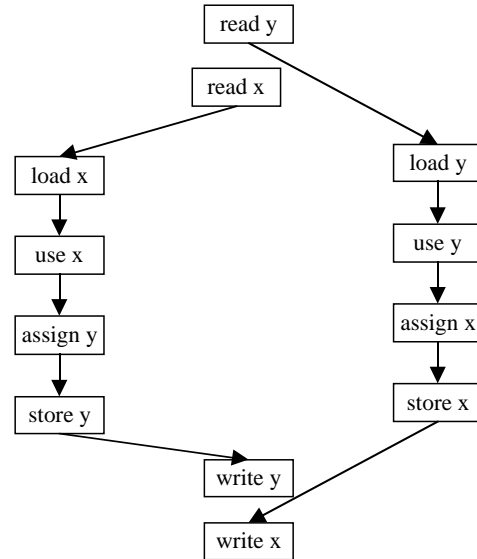 read y
read x
load x
load y
use x
use y
assign y
assign x
store y
store x
write y
write x